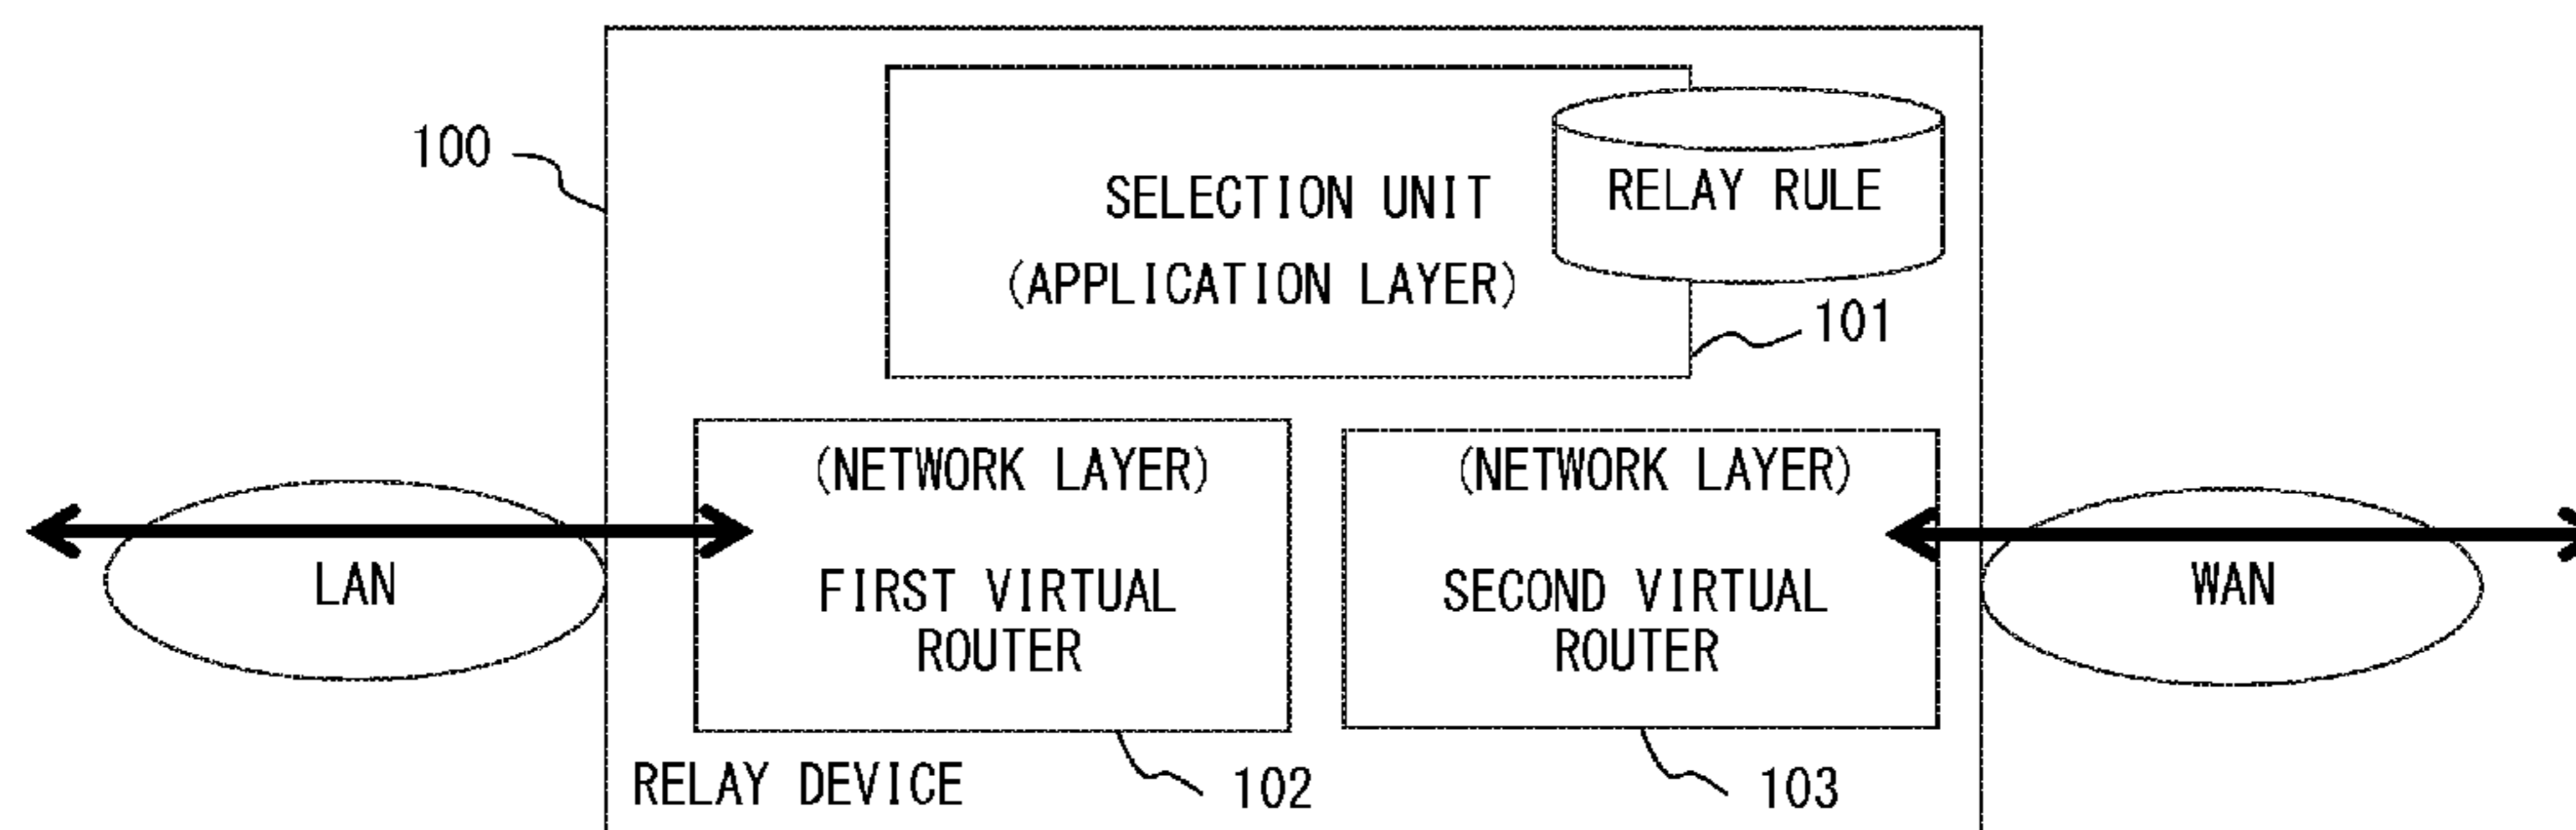 100
SELECTION UNIT
(APPLICATION LAYER)
RELAY RULE
101
(NETWORK LAYER)
FIRST VIRTUAL
ROUTER
(NETWORK LAYER)
SECOND VIRTUAL
ROUTER
LAN
WAN
RELAY DEVICE
102
103